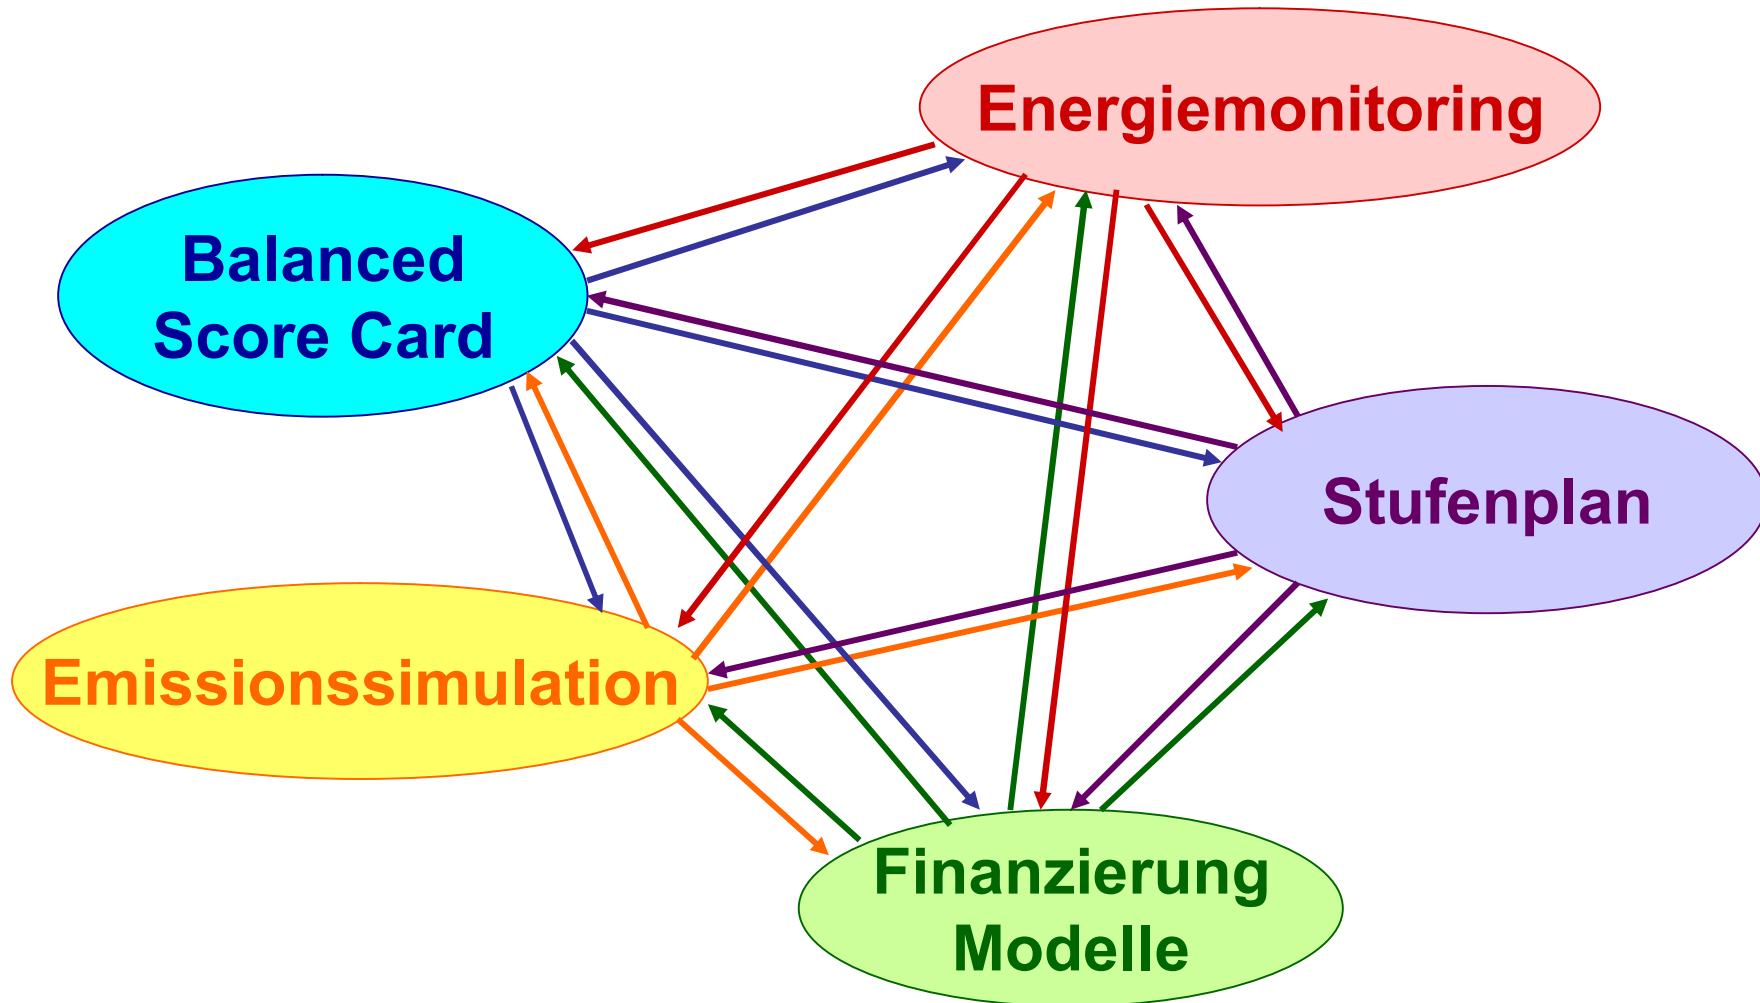 Energiemonitoring
Balanced
Score Card
Stufenplan
Emissionssimulation
Finanzierung
Modelle